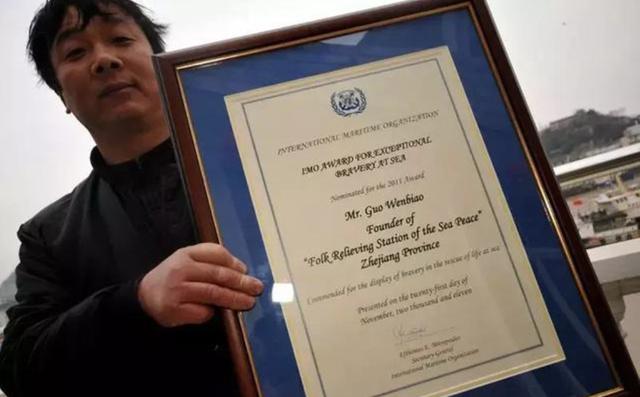 INTERNATIONAL MARITIME ORGANIZATION
IMO AWARD FOR EXCEPTIONAL
BRAVERY AT SEA
Nominated for the 2011 Award
Mr. Guo Wenbiao
Founder of
"Folk Relieving Station of the Sea Peace"
Zhejiang Province
Commended for the display of bravery in the rescue of life at sea
Presented on the twenty-first day of
November, two thousand and eleven
Efthimios E. Mitropoulos
Secretary-General
International Maritime Organization